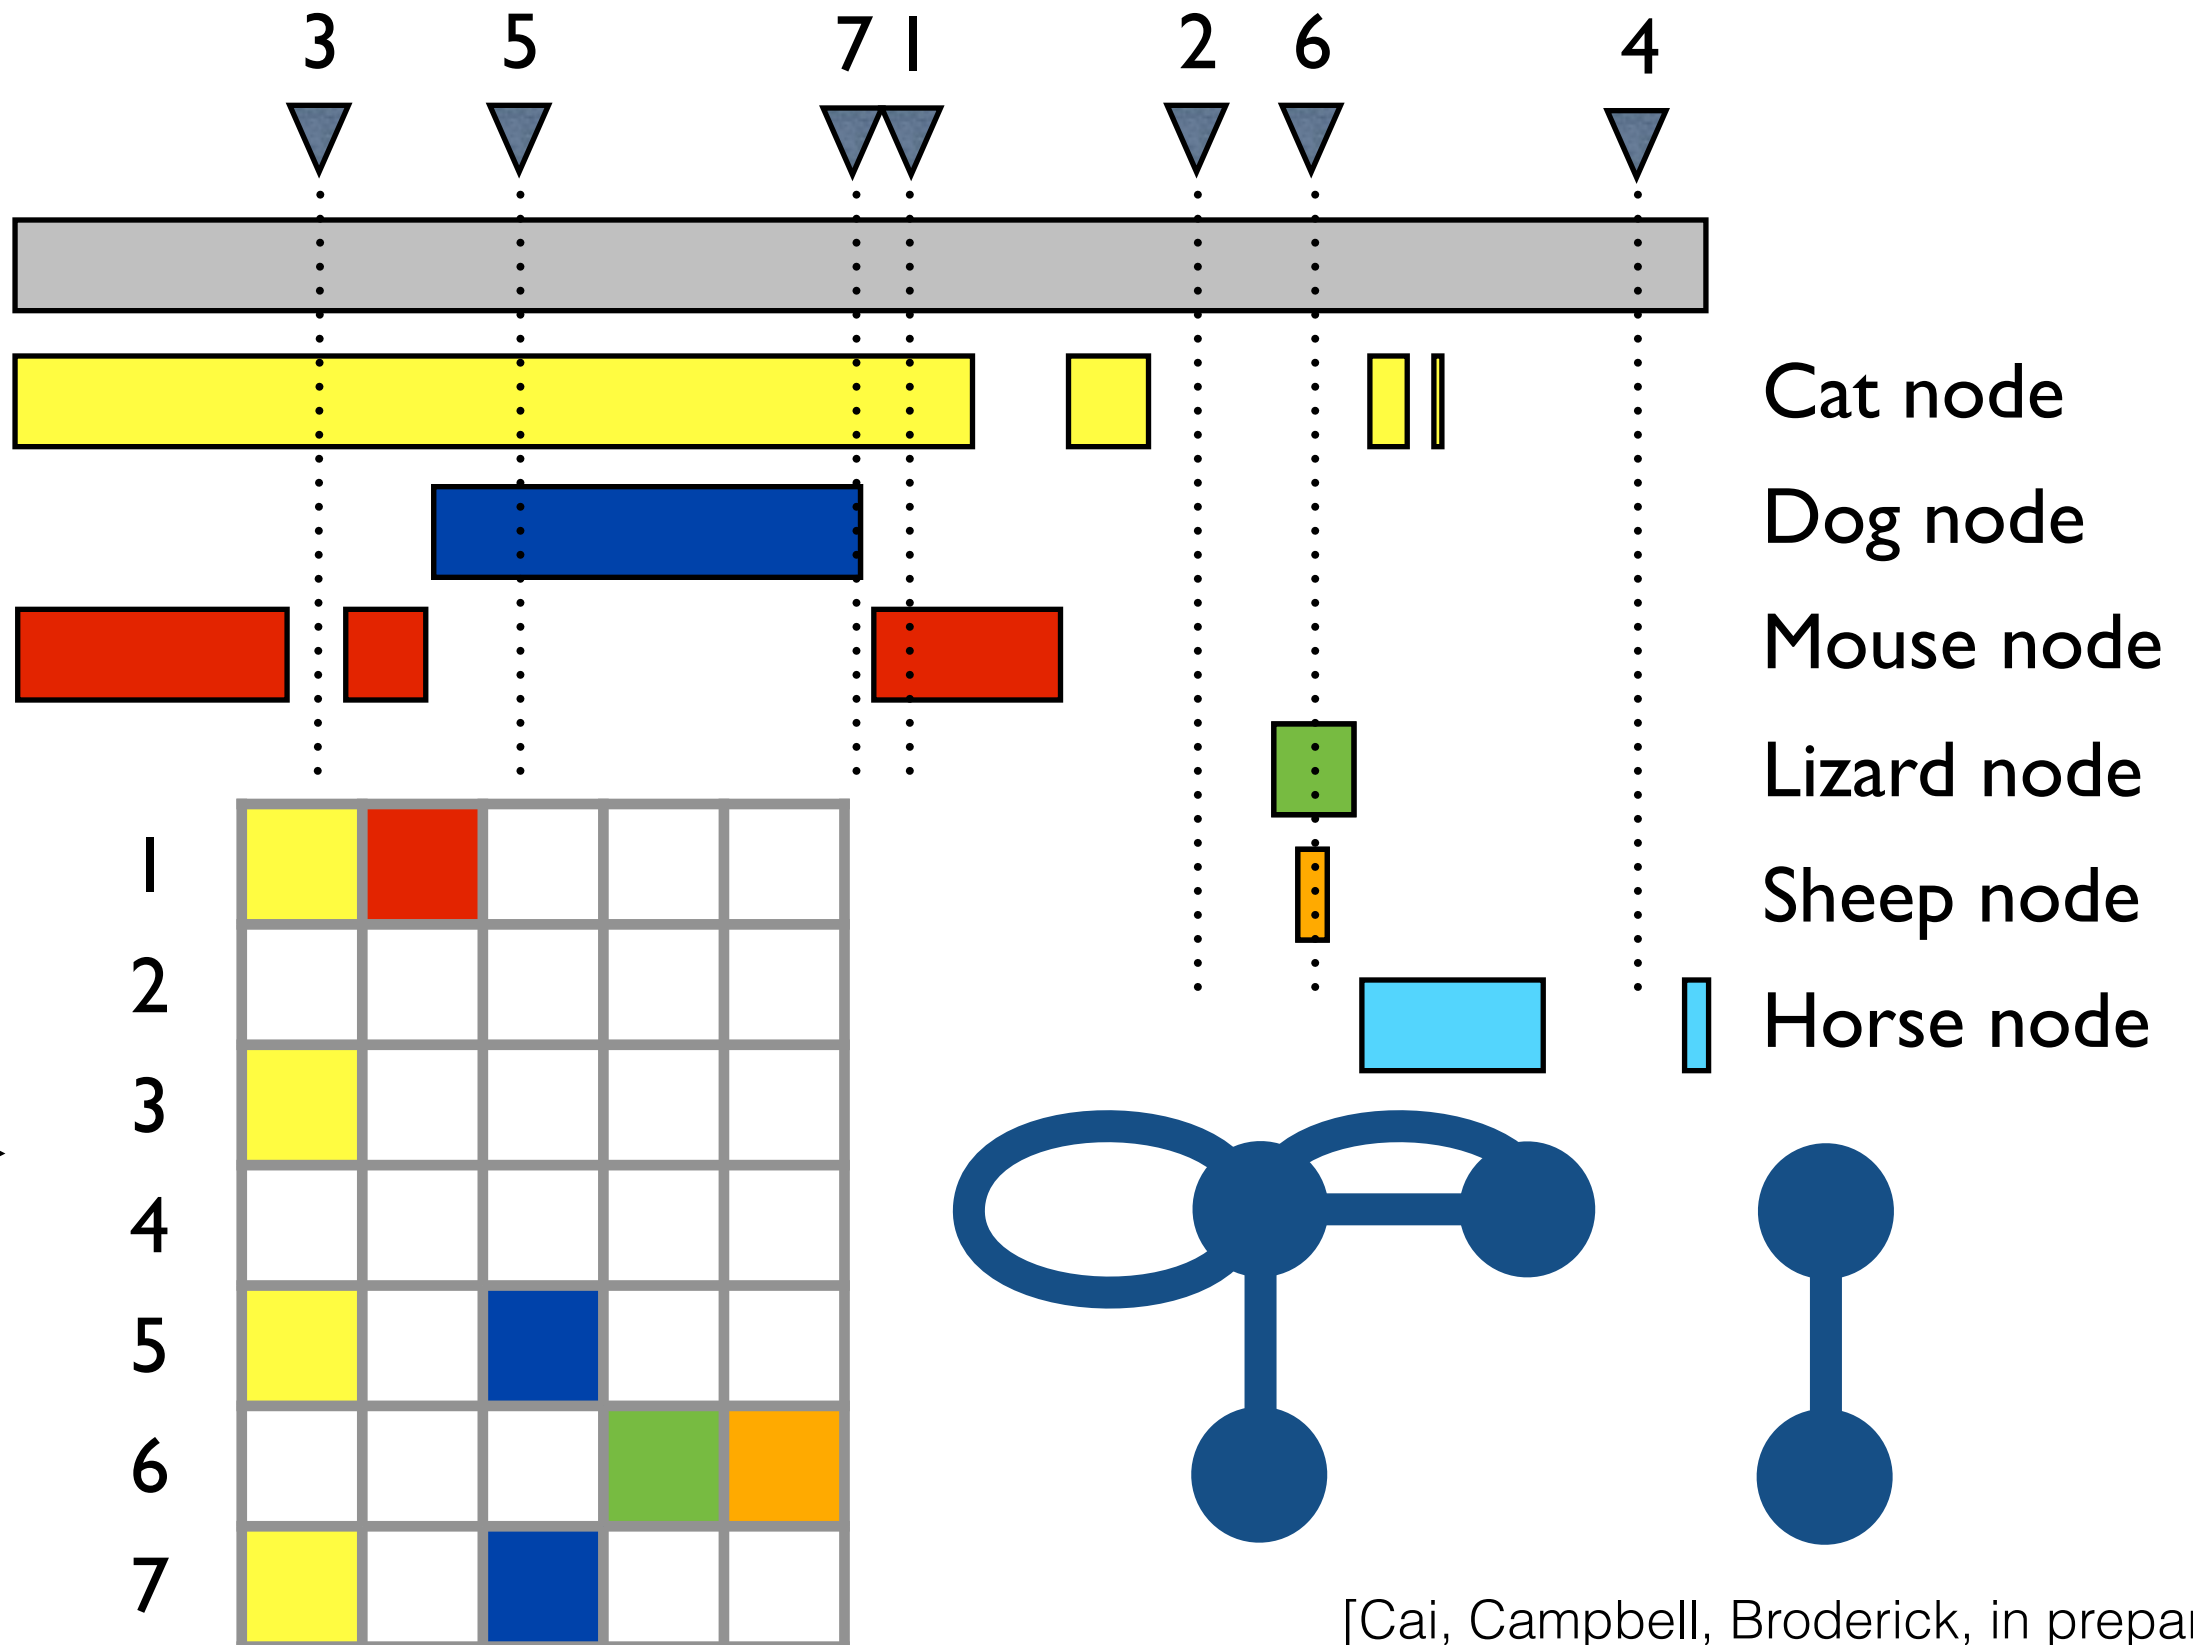 3 5 7 1 2 6 4
Cat node
Dog node
Mouse node
Lizard node
Sheep node
Horse node
1
2
3
4
5
6
7
[Cai, Campbell, Broderick, in prepar